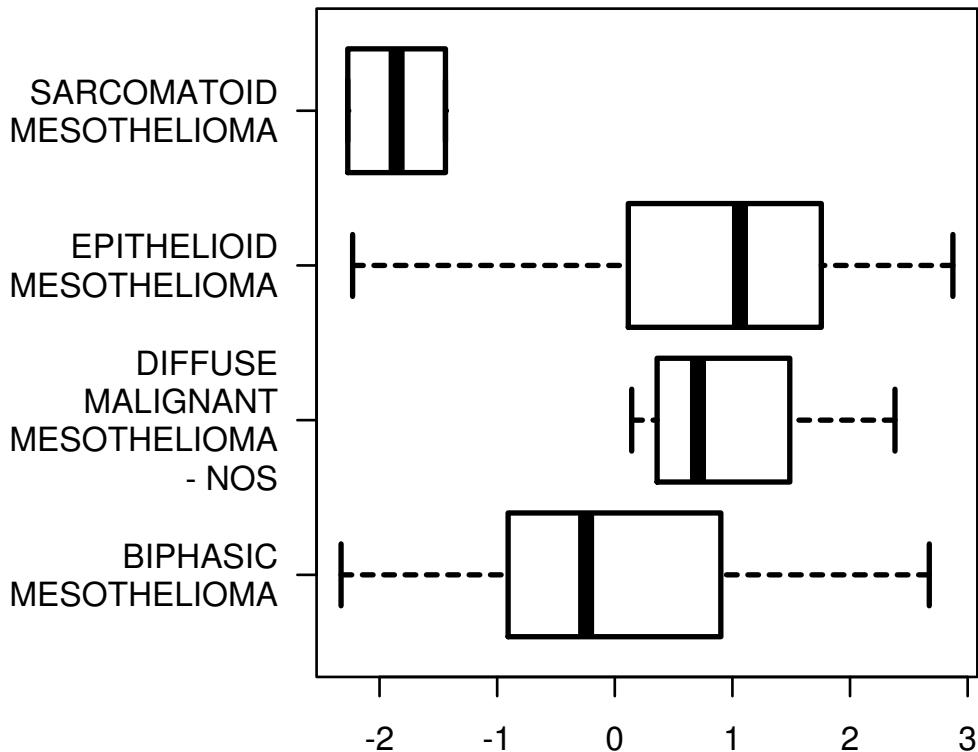 SARCOMATOID
MESOTHELIOMA
EPITHELIOID
MESOTHELIOMA
DIFFUSE
MALIGNANT
MESOTHELIOMA
- NOS
BIPHASIC
MESOTHELIOMA
-2 -1 0 1 2 3